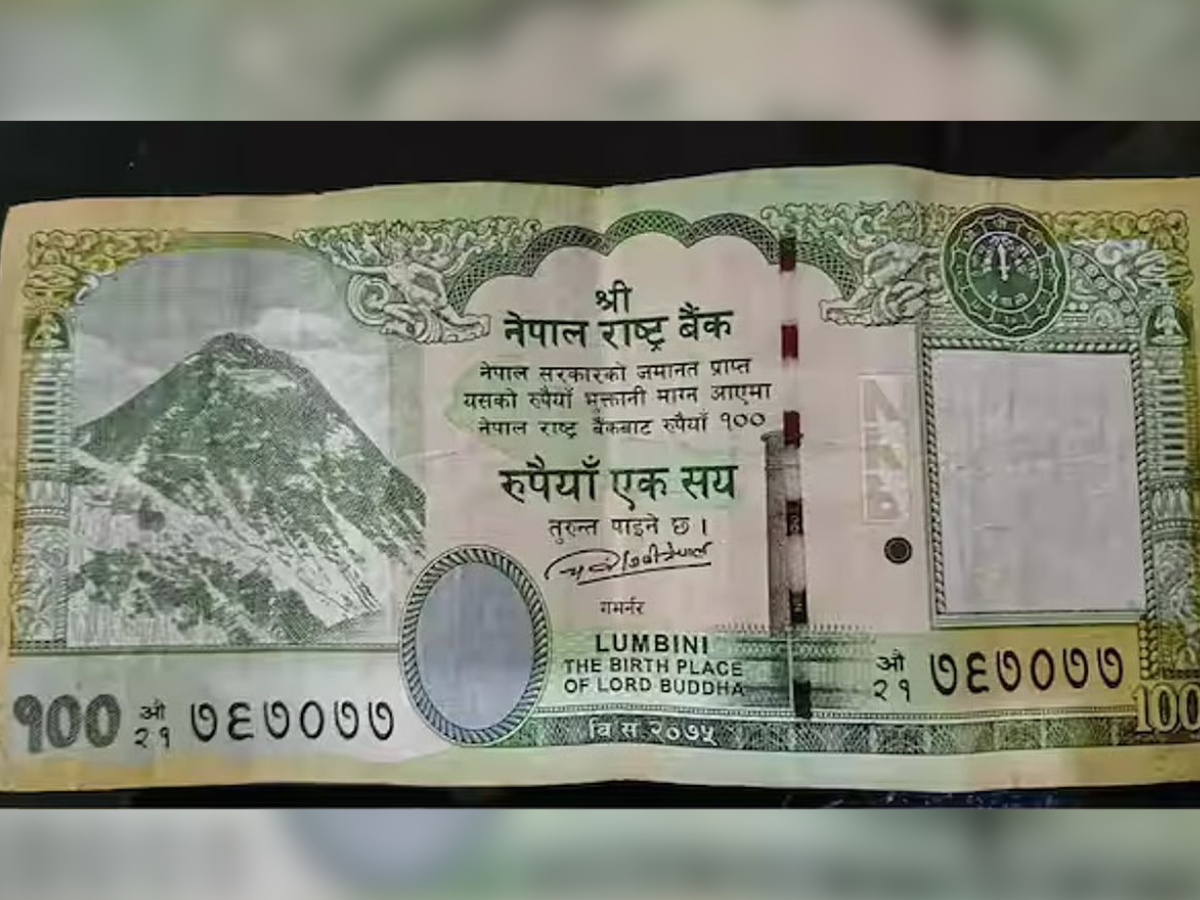 श्री
नेपाल राष्ट्र बैंक
नेपाल सरकारको जमानत प्राप्त
यसको रुपैयाँ भुक्तानी माग्न आएमा
नेपाल राष्ट्र बैंकबाट रुपैयाँ १००
रुपैयाँ एक सय
तुरुन्त पाइने छ ।
गभर्नर
LUMBINI
THE BIRTH PLACE
OF LORD BUDDHA
औ
२१ ७६७०७७
१०० औ
२१ ७६७०७७
100
बि सं २०७५
NRB